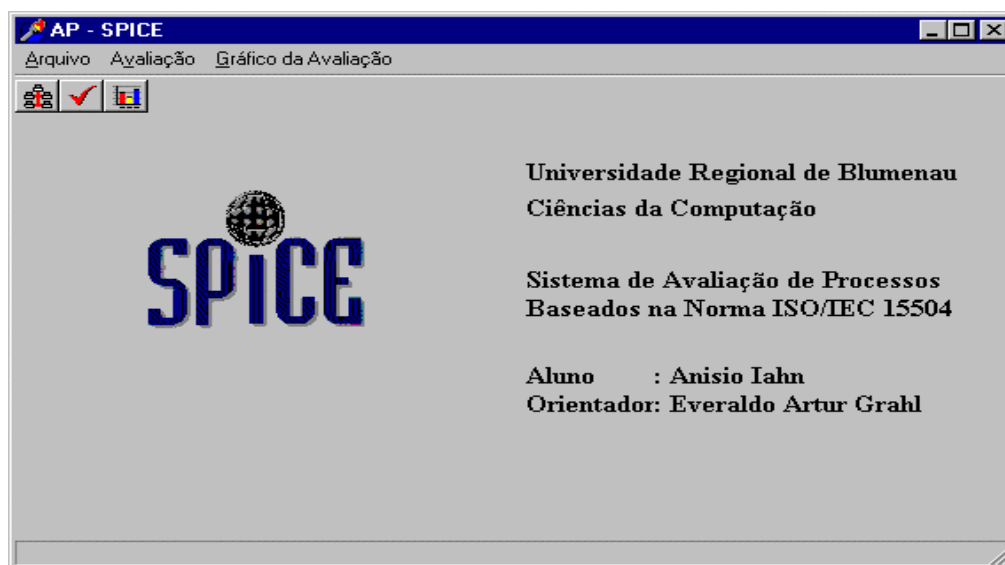 AP - SPICE
Arquivo Avaliação Gráfico da Avaliação
SPiCE
Universidade Regional de Blumenau
Ciências da Computação
Sistema de Avaliação de Processos
Baseados na Norma ISO/IEC 15504
Aluno : Anisio Iahn
Orientador: Everaldo Artur Grahl